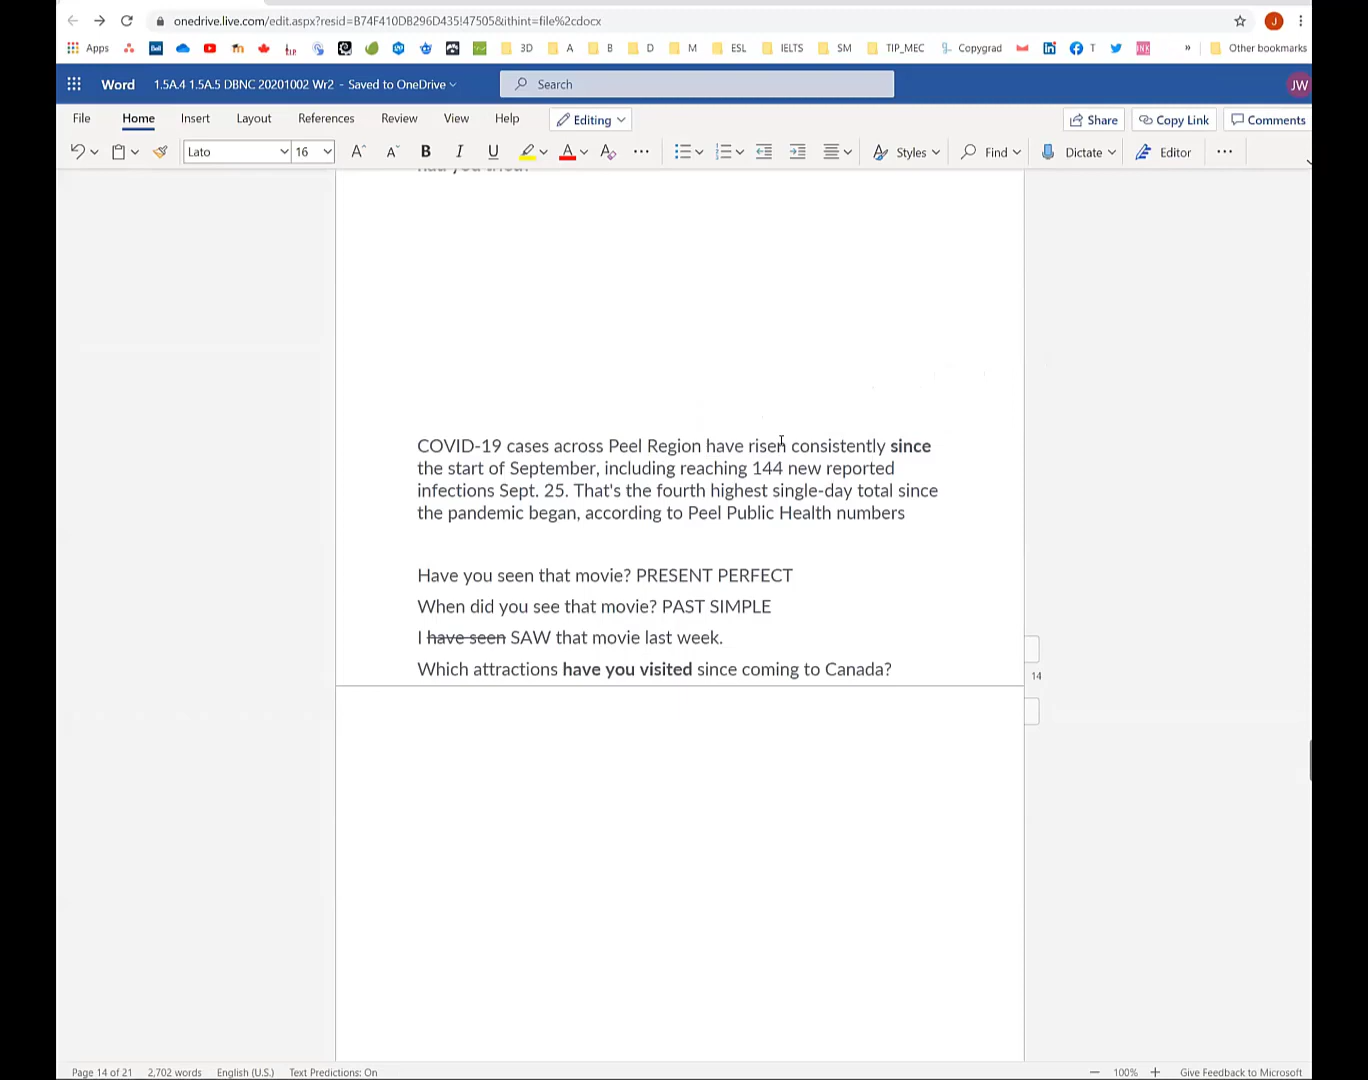 onedrive.live.com/edit.aspx?resid=B74F410DB296D435!47505&ithint=file%2cdocx
J
Apps
Bell
3D A B D M ESL IELTS SM TIP_MEC Copygrad T INK » Other bookmarks
Word 1.5A.4 1.5A.5 DBNC 20201002 Wr2 - Saved to OneDrive Search JW
File Home Insert Layout References Review View Help Editing Share Copy Link Comments
Lato 16 A^ A B I U A A ... Styles Find Dictate Editor ...
COVID-19 cases across Peel Region have risen consistently since
the start of September, including reaching 144 new reported
infections Sept. 25. That's the fourth highest single-day total since
the pandemic began, according to Peel Public Health numbers
Have you seen that movie? PRESENT PERFECT
When did you see that movie? PAST SIMPLE
I have seen SAW that movie last week.
Which attractions have you visited since coming to Canada?
14
Page 14 of 21 2,702 words English (U.S.) Text Predictions: On — 100% + Give Feedback to Microsoft